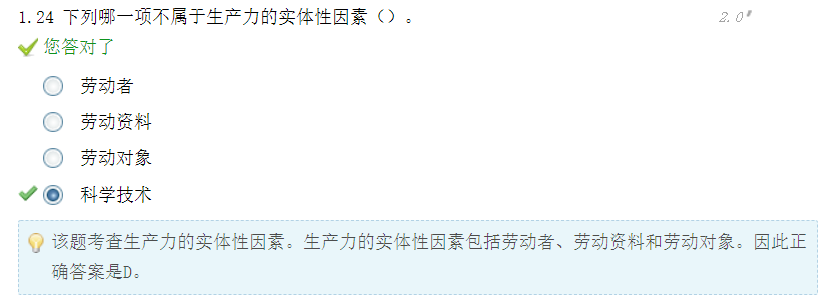 1.24 下列哪一项不属于生产力的实体性因素（）。 2.0'
您答对了
劳动者
劳动资料
劳动对象
科学技术
该题考查生产力的实体性因素。生产力的实体性因素包括劳动者、劳动资料和劳动对象。因此正
确答案是D。